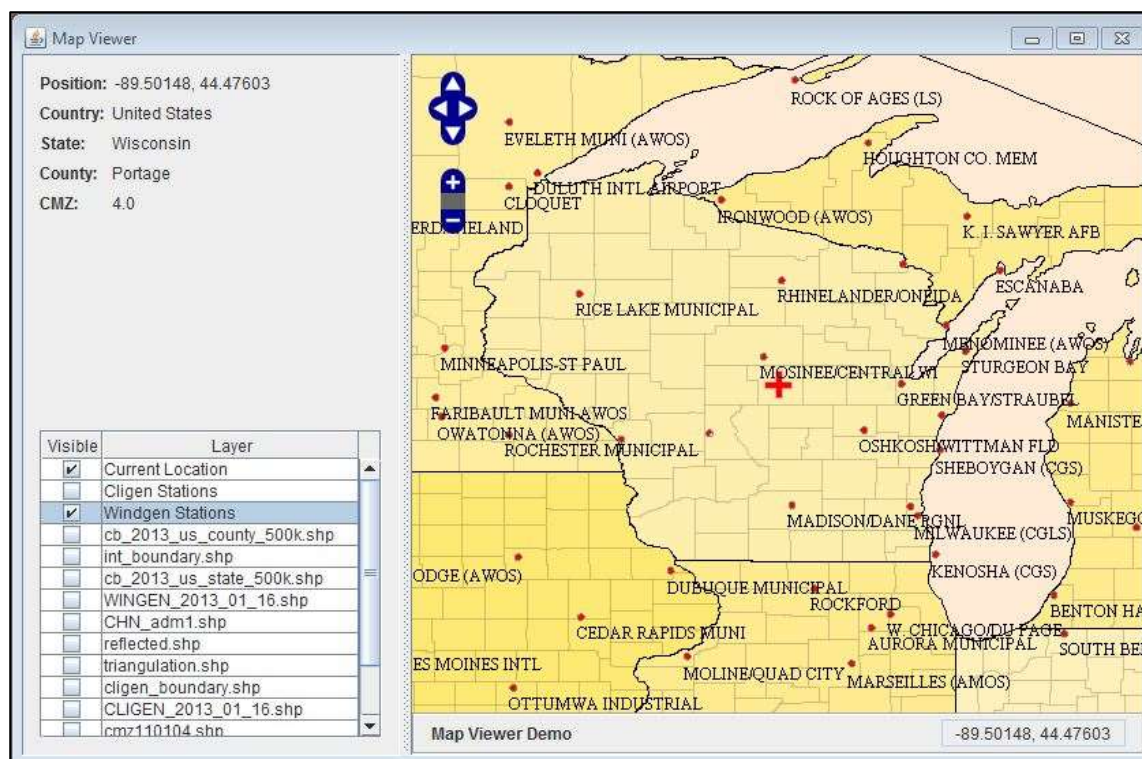 Map Viewer
Position: -89.50148, 44.47603
Country: United States
State: Wisconsin
County: Portage
CMZ: 4.0
Visible Layer
Current Location
Cligen Stations
Windgen Stations
cb_2013_us_county_500k.shp
int_boundary.shp
cb_2013_us_state_500k.shp
WINGEN_2013_01_16.shp
CHN_adm1.shp
reflected.shp
triangulation.shp
cligen_boundary.shp
CLIGEN_2013_01_16.shp
cmz110104.shp
ROCK OF AGES (LS)
EVELETH MUNI (AWOS)
HOUGHTON CO. MEM
DULUTH INTL AIRPORT
CLOQUET
IRONWOOD (AWOS)
K. I. SAWYER AFB
ESCANABA
RHINELANDER/ONEIDA
RICE LAKE MUNICIPAL
MENOMINEE (AWOS)
MINNEAPOLIS-ST PAUL
STURGEON BAY
MOSINEE/CENTRAL WI
GREEN BAY/STRAUBEL
FARIBAULT MUNI-AWOS
MANISTE
OWATONNA (AWOS)
ROCHESTER MUNICIPAL
OSHKOSH/WITTMAN FLD
SHEBOYGAN (CGS)
MADISON/DANE RGNL
MUSKEGO
MILWAUKEE (CGLS)
ODGE (AWOS)
KENOSHA (CGS)
DUBUQUE MUNICIPAL
ROCKFORD
BENTON HA
CEDAR RAPIDS MUNI
W. CHICAGO/DU PAGE
AURORA MUNICIPAL
SOUTH BE
ES MOINES INTL
MOLINE/QUAD CITY
MARSEILLES (AMOS)
OTTUMWA INDUSTRIAL
Map Viewer Demo
-89.50148, 44.47603